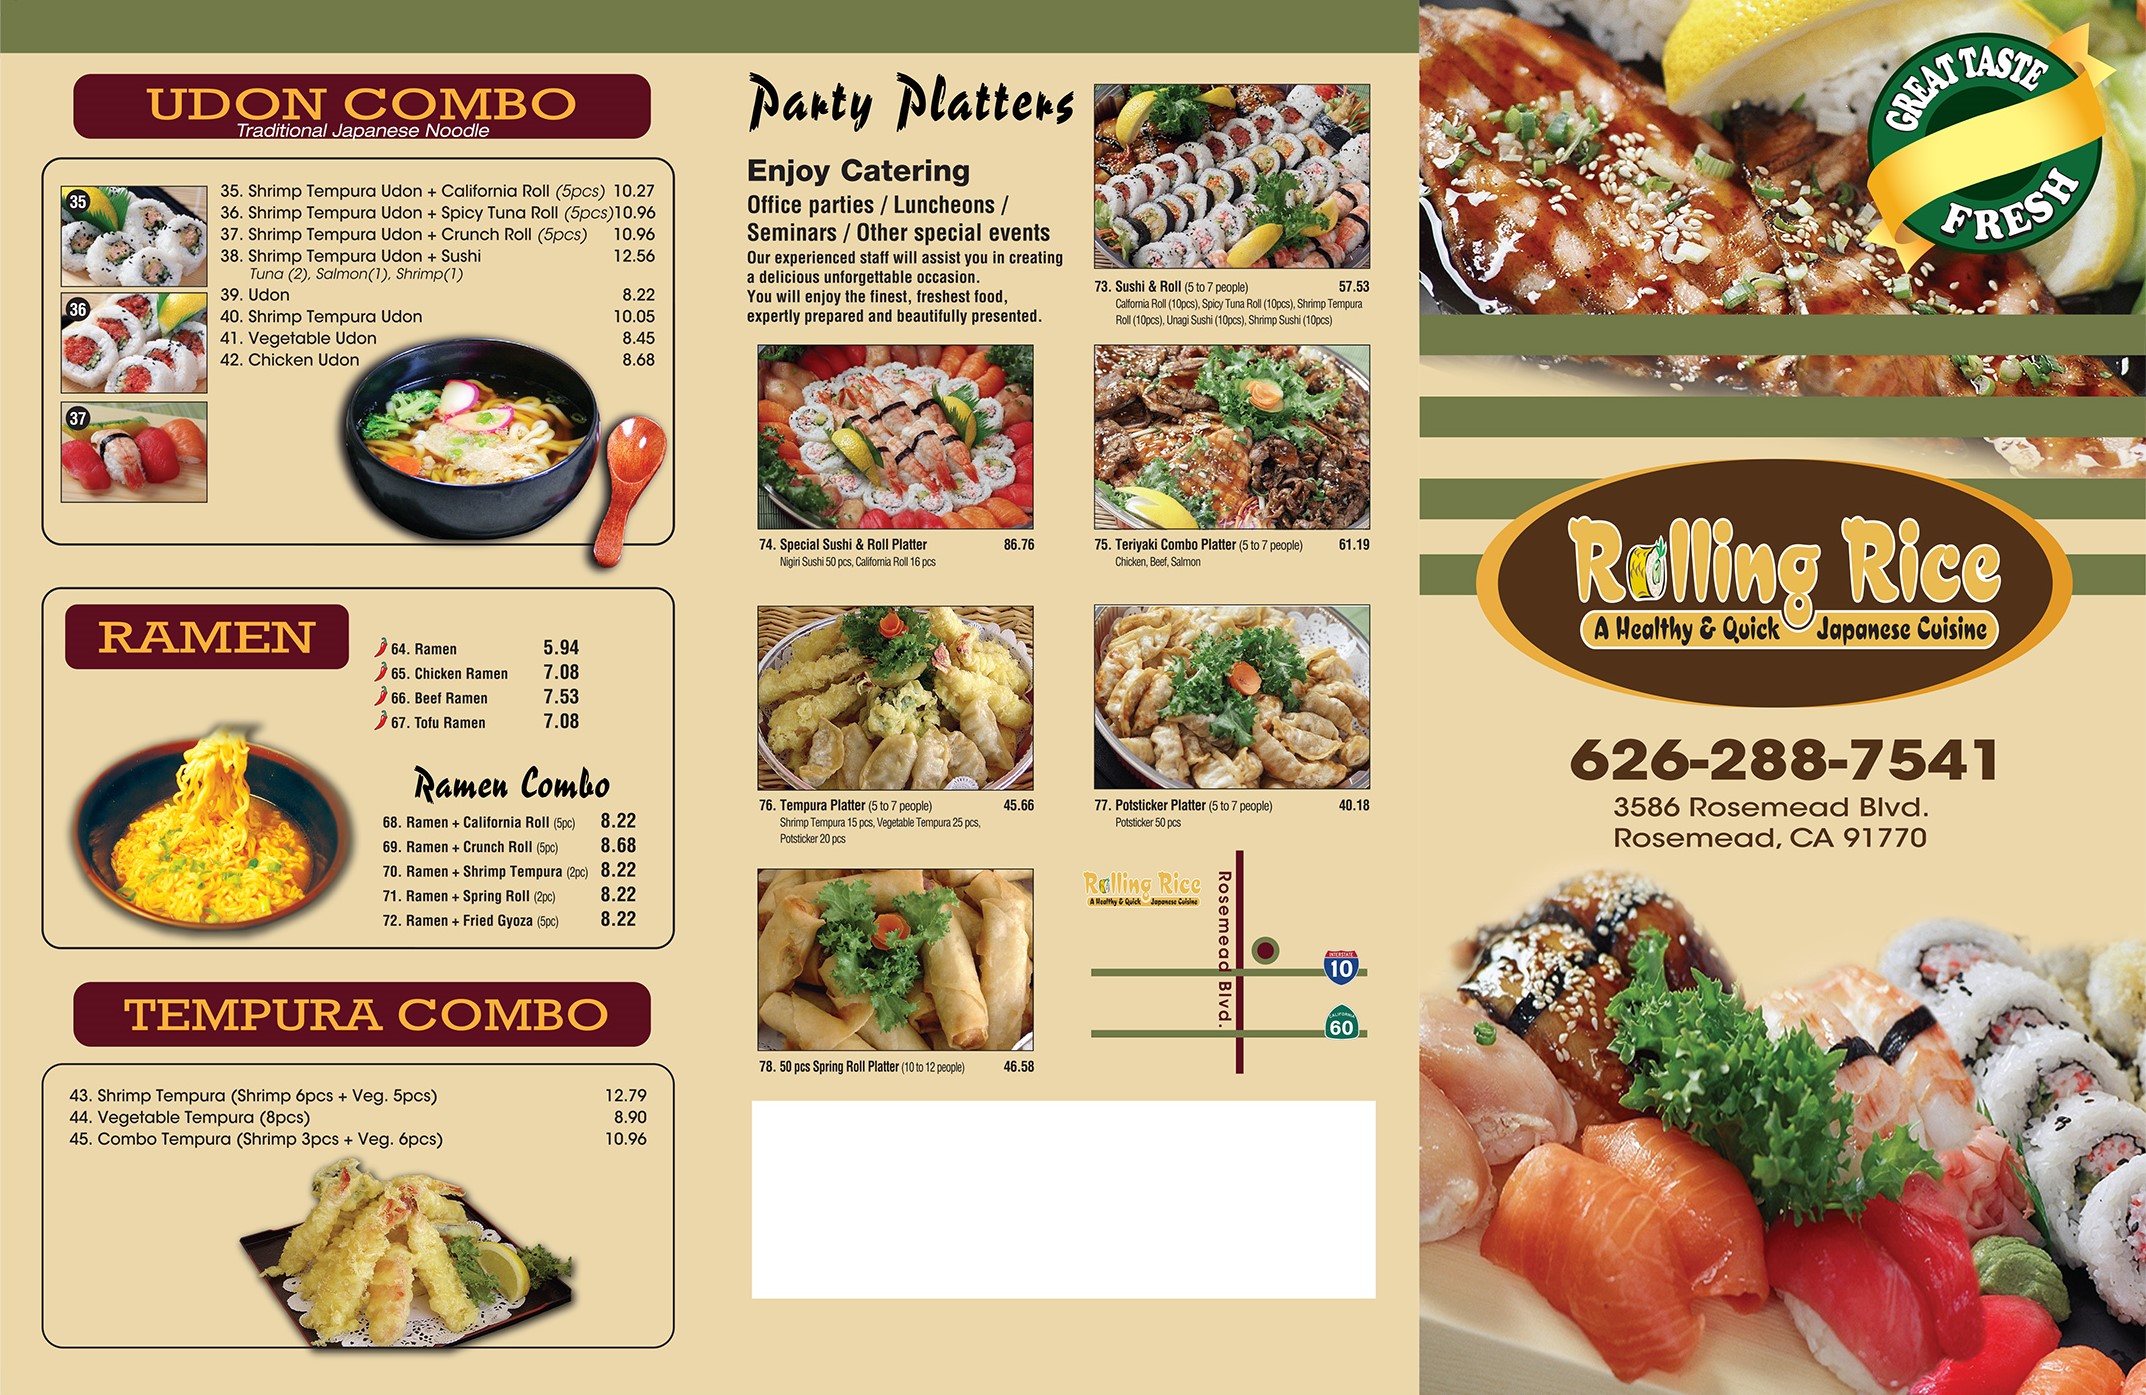 UDON COMBO
Traditional Japanese Noodle
35
36
37
35. Shrimp Tempura Udon + California Roll (5pcs) 10.27
36. Shrimp Tempura Udon + Spicy Tuna Roll (5pcs) 10.96
37. Shrimp Tempura Udon + Crunch Roll (5pcs) 10.96
38. Shrimp Tempura Udon + Sushi 12.56
Tuna (2), Salmon(1), Shrimp(1)
39. Udon 8.22
40. Shrimp Tempura Udon 10.05
41. Vegetable Udon 8.45
42. Chicken Udon 8.68
RAMEN
64. Ramen 5.94
65. Chicken Ramen 7.08
66. Beef Ramen 7.53
67. Tofu Ramen 7.08
Ramen Combo
68. Ramen + California Roll (5pc) 8.22
69. Ramen + Crunch Roll (5pc) 8.68
70. Ramen + Shrimp Tempura (2pc) 8.22
71. Ramen + Spring Roll (2pc) 8.22
72. Ramen + Fried Gyoza (5pc) 8.22
TEMPURA COMBO
43. Shrimp Tempura (Shrimp 6pcs + Veg. 5pcs) 12.79
44. Vegetable Tempura (8pcs) 8.90
45. Combo Tempura (Shrimp 3pcs + Veg. 6pcs) 10.96
Party Platters
Enjoy Catering
Office parties / Luncheons /
Seminars / Other special events
Our experienced staff will assist you in creating
a delicious unforgettable occasion.
You will enjoy the finest, freshest food,
expertly prepared and beautifully presented.
73. Sushi & Roll (5 to 7 people) 57.53
Calfornia Roll (10pcs), Spicy Tuna Roll (10pcs), Shrimp Tempura
Roll (10pcs), Unagi Sushi (10pcs), Shrimp Sushi (10pcs)
74. Special Sushi & Roll Platter 86.76
Nigiri Sushi 50 pcs, California Roll 16 pcs
75. Teriyaki Combo Platter (5 to 7 people) 61.19
Chicken, Beef, Salmon
76. Tempura Platter (5 to 7 people) 45.66
Shrimp Tempura 15 pcs, Vegetable Tempura 25 pcs,
Potsticker 20 pcs
77. Potsticker Platter (5 to 7 people) 40.18
Potsticker 50 pcs
78. 50 pcs Spring Roll Platter (10 to 12 people) 46.58
Rolling Rice
A Healthy & Quick Japanese Cuisine
Rosemead Blvd.
INTERSTATE
10
CALIFORNIA
60
GREAT TASTE
FRESH
Rolling Rice
A Healthy & Quick Japanese Cuisine
626-288-7541
3586 Rosemead Blvd.
Rosemead, CA 91770